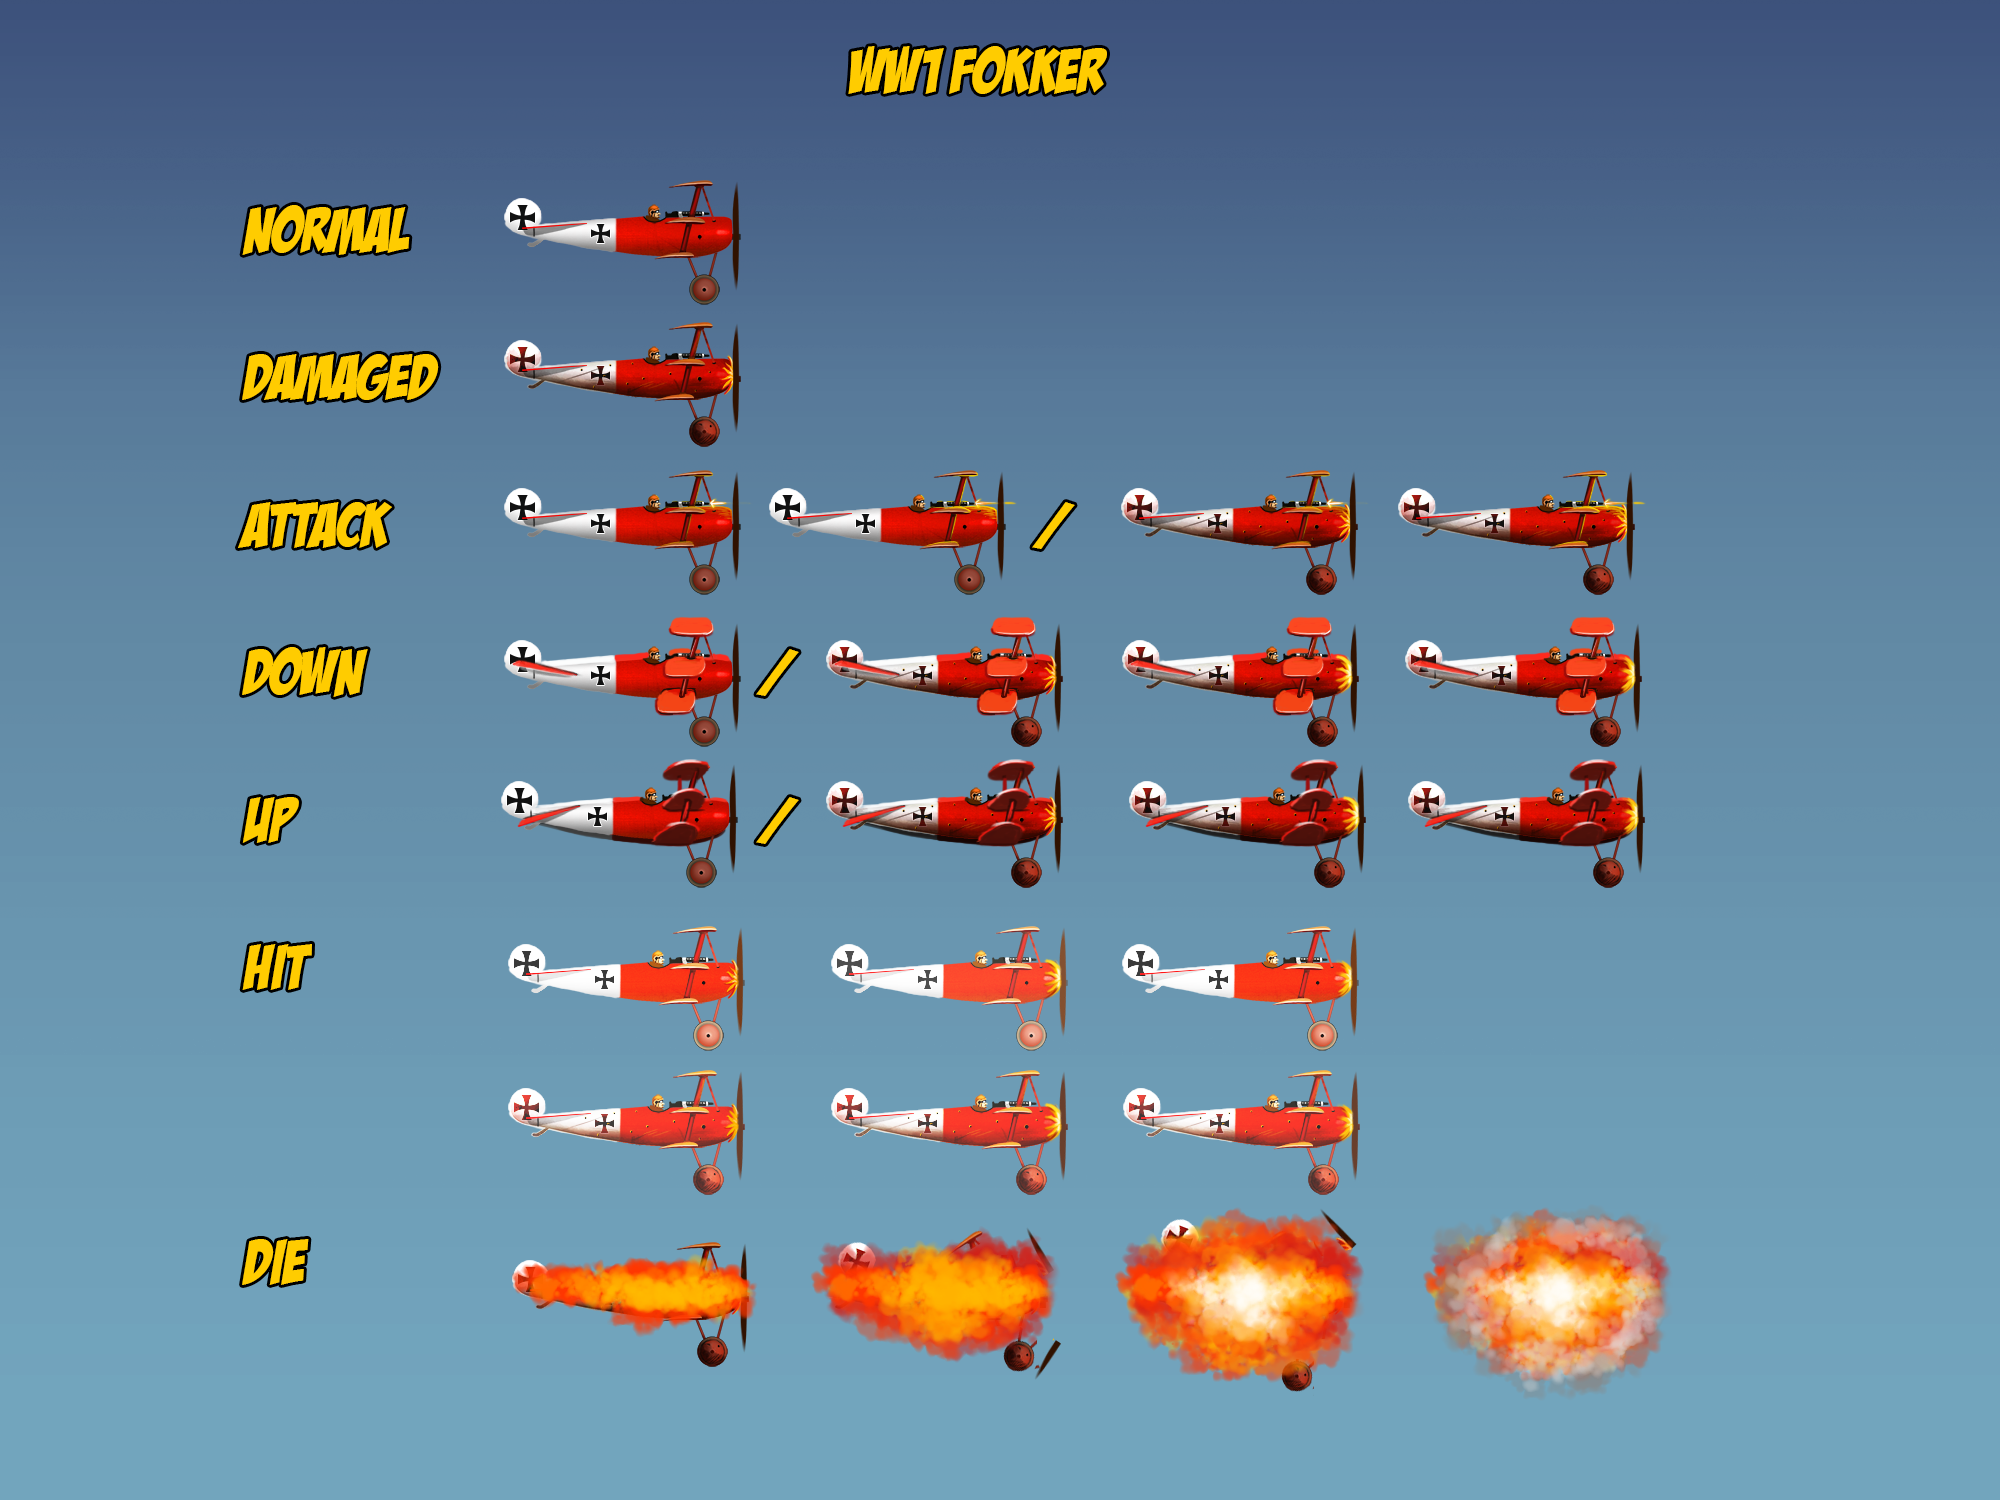 WW1 FOKKER
NORMAL
DAMAGED
ATTACK /
DOWN /
UP /
HIT
DIE